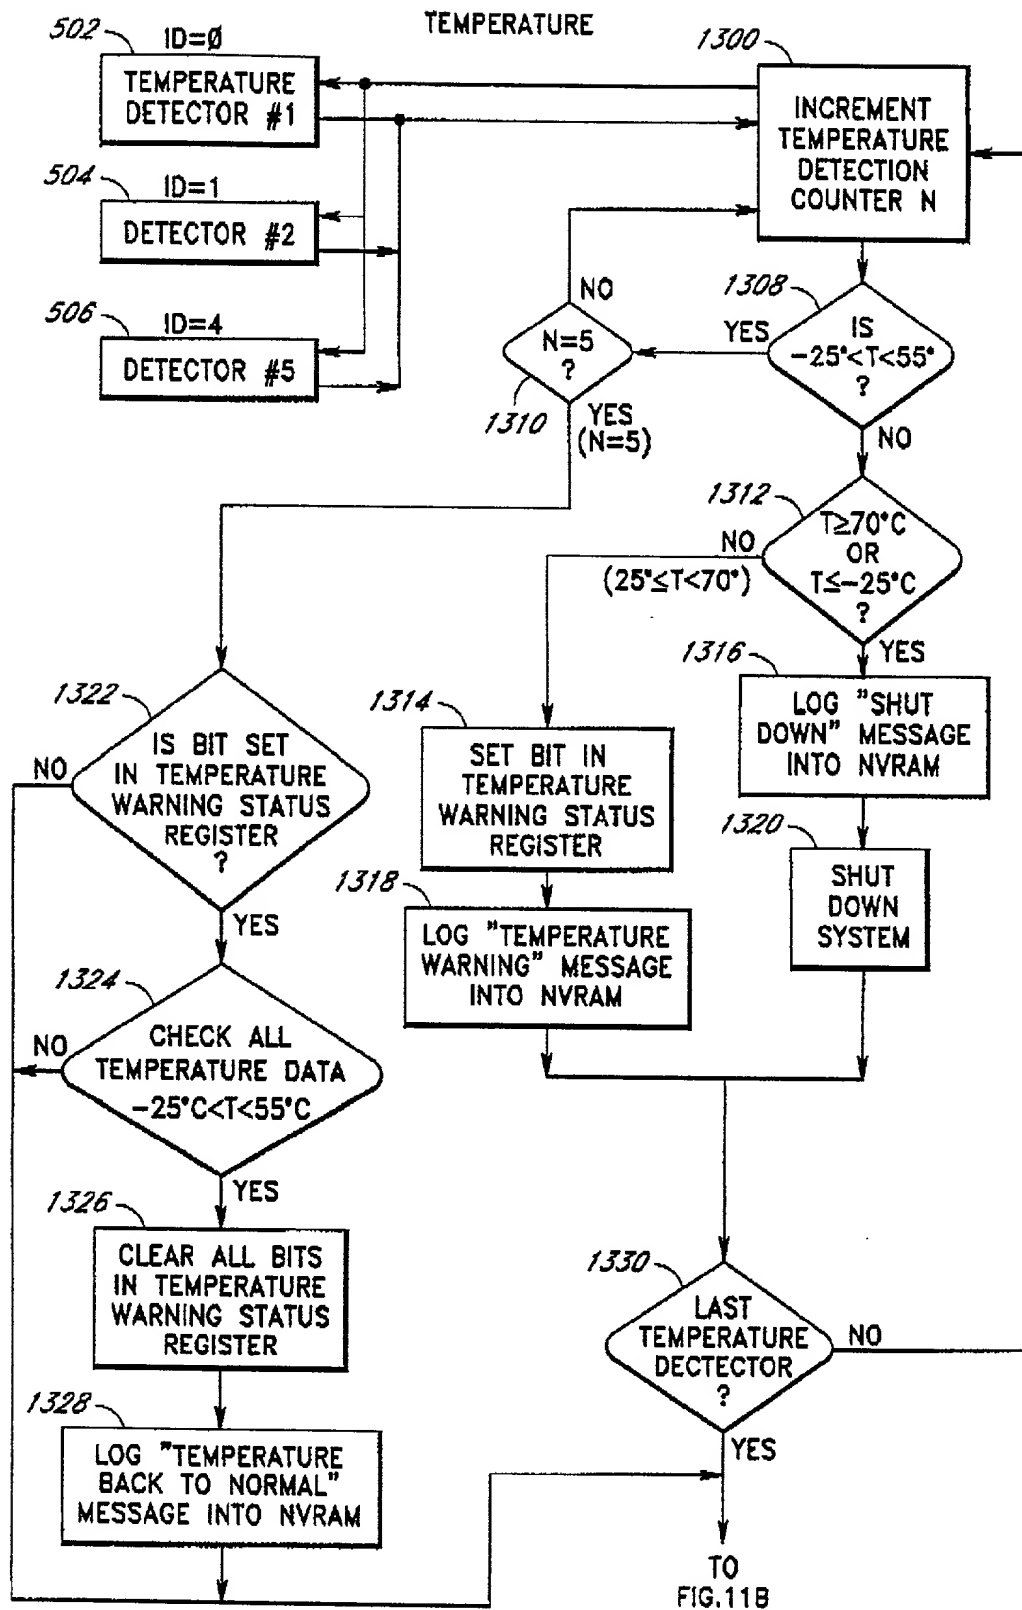 TEMPERATURE
502
ID=Ø
TEMPERATURE
DETECTOR #1
504
ID=1
DETECTOR #2
506
ID=4
DETECTOR #5
1300
INCREMENT
TEMPERATURE
DETECTION
COUNTER N
1308
IS
-25°<T<55°
?
YES
NO
N=5
?
1310
NO
YES
(N=5)
1312
T≥70°C
OR
T≤-25°C
?
NO
(25°≤T<70°)
YES
1316
LOG "SHUT
DOWN" MESSAGE
INTO NVRAM
1320
SHUT
DOWN
SYSTEM
1314
SET BIT IN
TEMPERATURE
WARNING STATUS
REGISTER
1318
LOG "TEMPERATURE
WARNING" MESSAGE
INTO NVRAM
1322
IS BIT SET
IN TEMPERATURE
WARNING STATUS
REGISTER
?
NO
YES
1324
CHECK ALL
TEMPERATURE DATA
-25°C<T<55°C
NO
YES
1326
CLEAR ALL BITS
IN TEMPERATURE
WARNING STATUS
REGISTER
1328
LOG "TEMPERATURE
BACK TO NORMAL"
MESSAGE INTO NVRAM
1330
LAST
TEMPERATURE
DECTECTOR
?
NO
YES
TO
FIG.11B